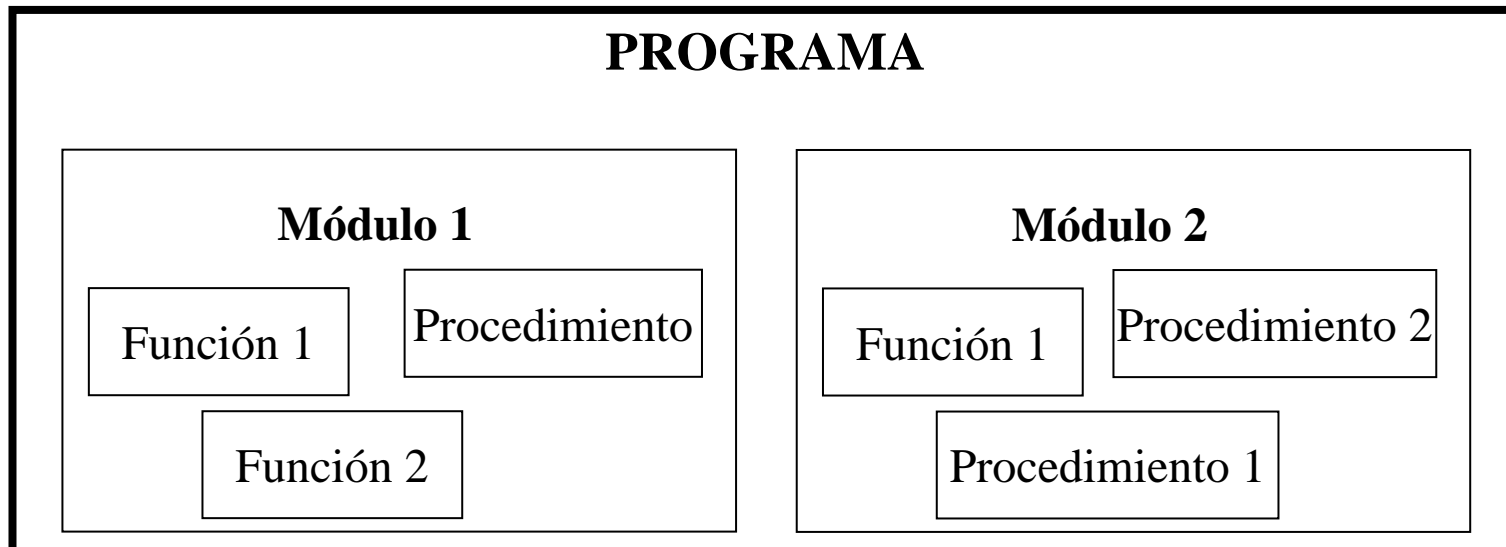 PROGRAMA
Módulo 1
Función 1
Procedimiento
Función 2
Módulo 2
Función 1
Procedimiento 2
Procedimiento 1